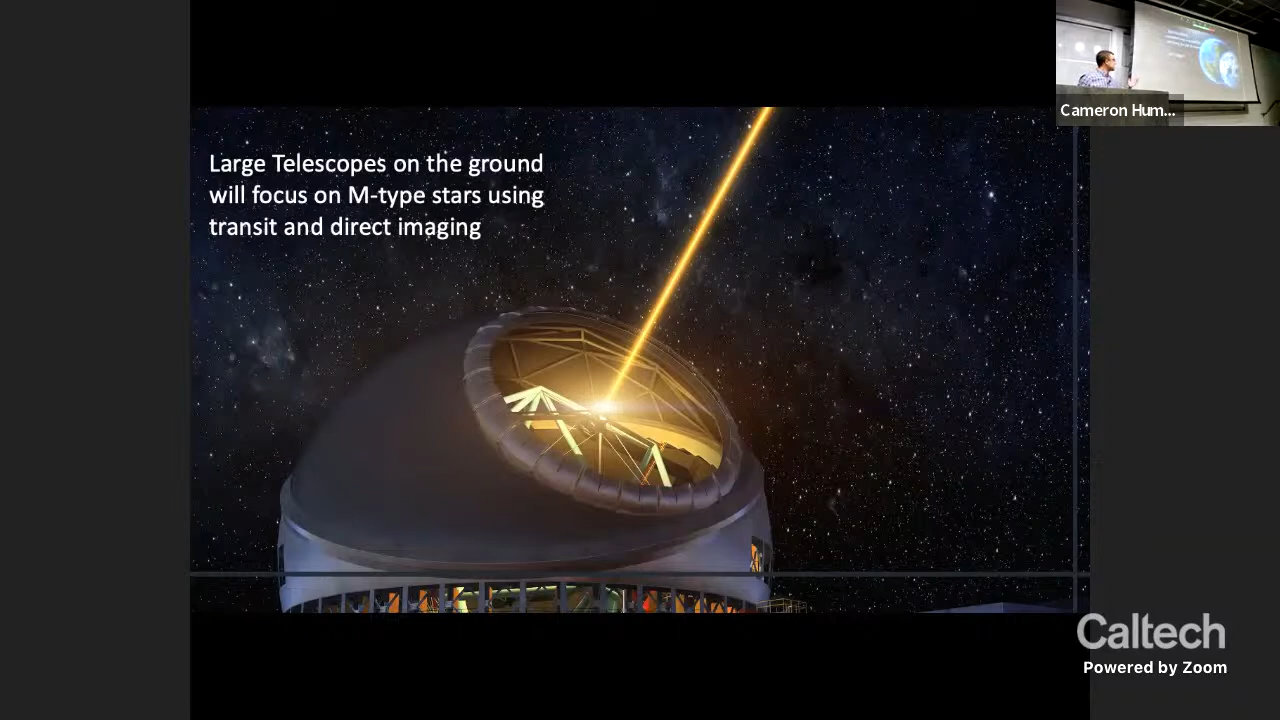 Cameron Hum...
Large Telescopes on the ground
will focus on M-type stars using
transit and direct imaging
Caltech
Powered by Zoom